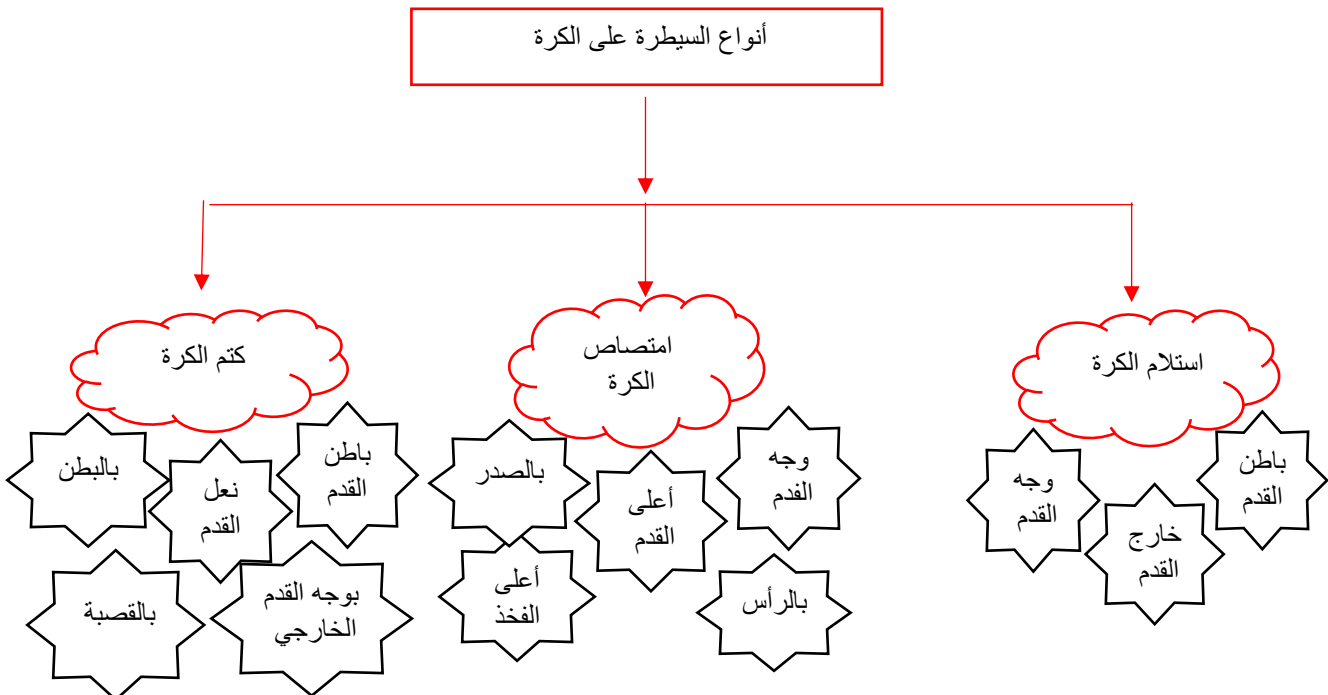 أنواع السيطرة على الكرة
استلام الكرة
باطن
القدم
خارج
القدم
وجه
القدم
امتصاص
الكرة
وجه
الفدم
أعلى
القدم
بالصدر
بالرأس
أعلى
الفخذ
كتم الكرة
باطن
القدم
نعل
القدم
بالبطن
بوجه القدم
الخارجي
بالقصبة